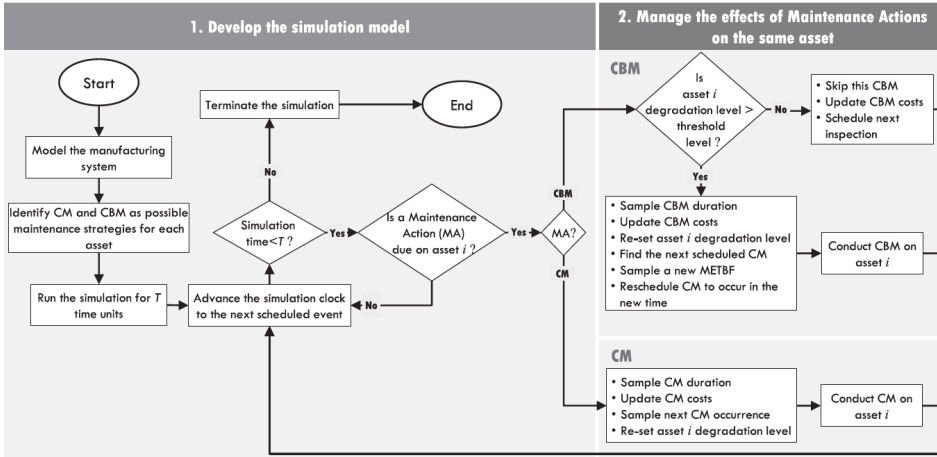 1. Develop the simulation model
2. Manage the effects of Maintenance Actions
on the same asset
Start
Model the manufacturing
system
Identify CM and CBM as possible
maintenance strategies for each
asset
Run the simulation for T
time units
Terminate the simulation
End
No
Simulation
time<T ?
Yes
Is a Maintenance
Action (MA)
due on asset i ?
Yes
No
Advance the simulation clock
to the next scheduled event
MA?
CBM
CM
CBM
Is
asset i
degradation level >
threshold
level ?
No
• Skip this CBM
• Update CBM costs
• Schedule next
inspection
Yes
• Sample CBM duration
• Update CBM costs
• Re-set asset i degradation level
• Find the next scheduled CM
• Sample a new METBF
• Reschedule CM to occur in the
new time
Conduct CBM on
asset i
CM
• Sample CM duration
• Update CM costs
• Sample next CM occurrence
• Re-set asset i degradation level
Conduct CM on
asset i